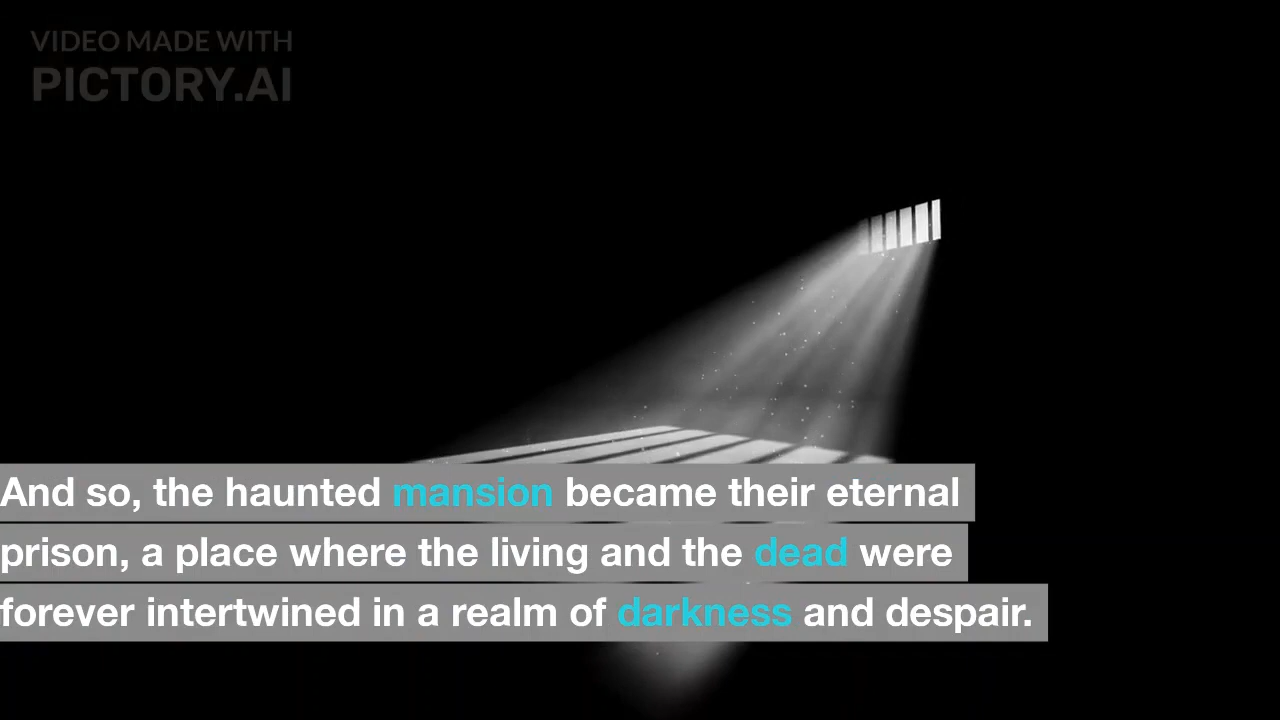 VIDEO MADE WITH
PICTORY.AI
And so, the haunted mansion became their eternal
prison, a place where the living and the dead were
forever intertwined in a realm of darkness and despair.